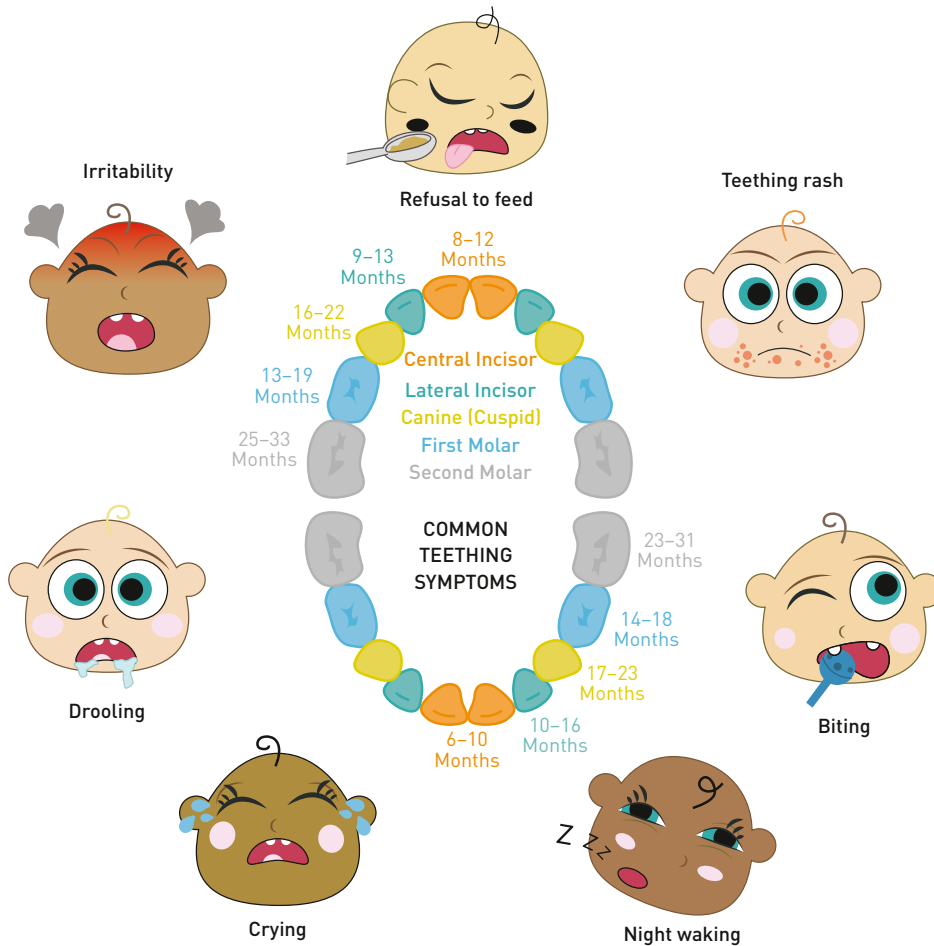 Refusal to feed
Irritability
Teething rash
8–12
Months
9–13
Months
16–22
Months
13–19
Months
25–33
Months
Central Incisor
Lateral Incisor
Canine (Cuspid)
First Molar
Second Molar
COMMON
TEETHING
SYMPTOMS
23–31
Months
14–18
Months
17–23
Months
10–16
Months
6–10
Months
Drooling
Biting
Crying
Z Z Z Z
Night waking